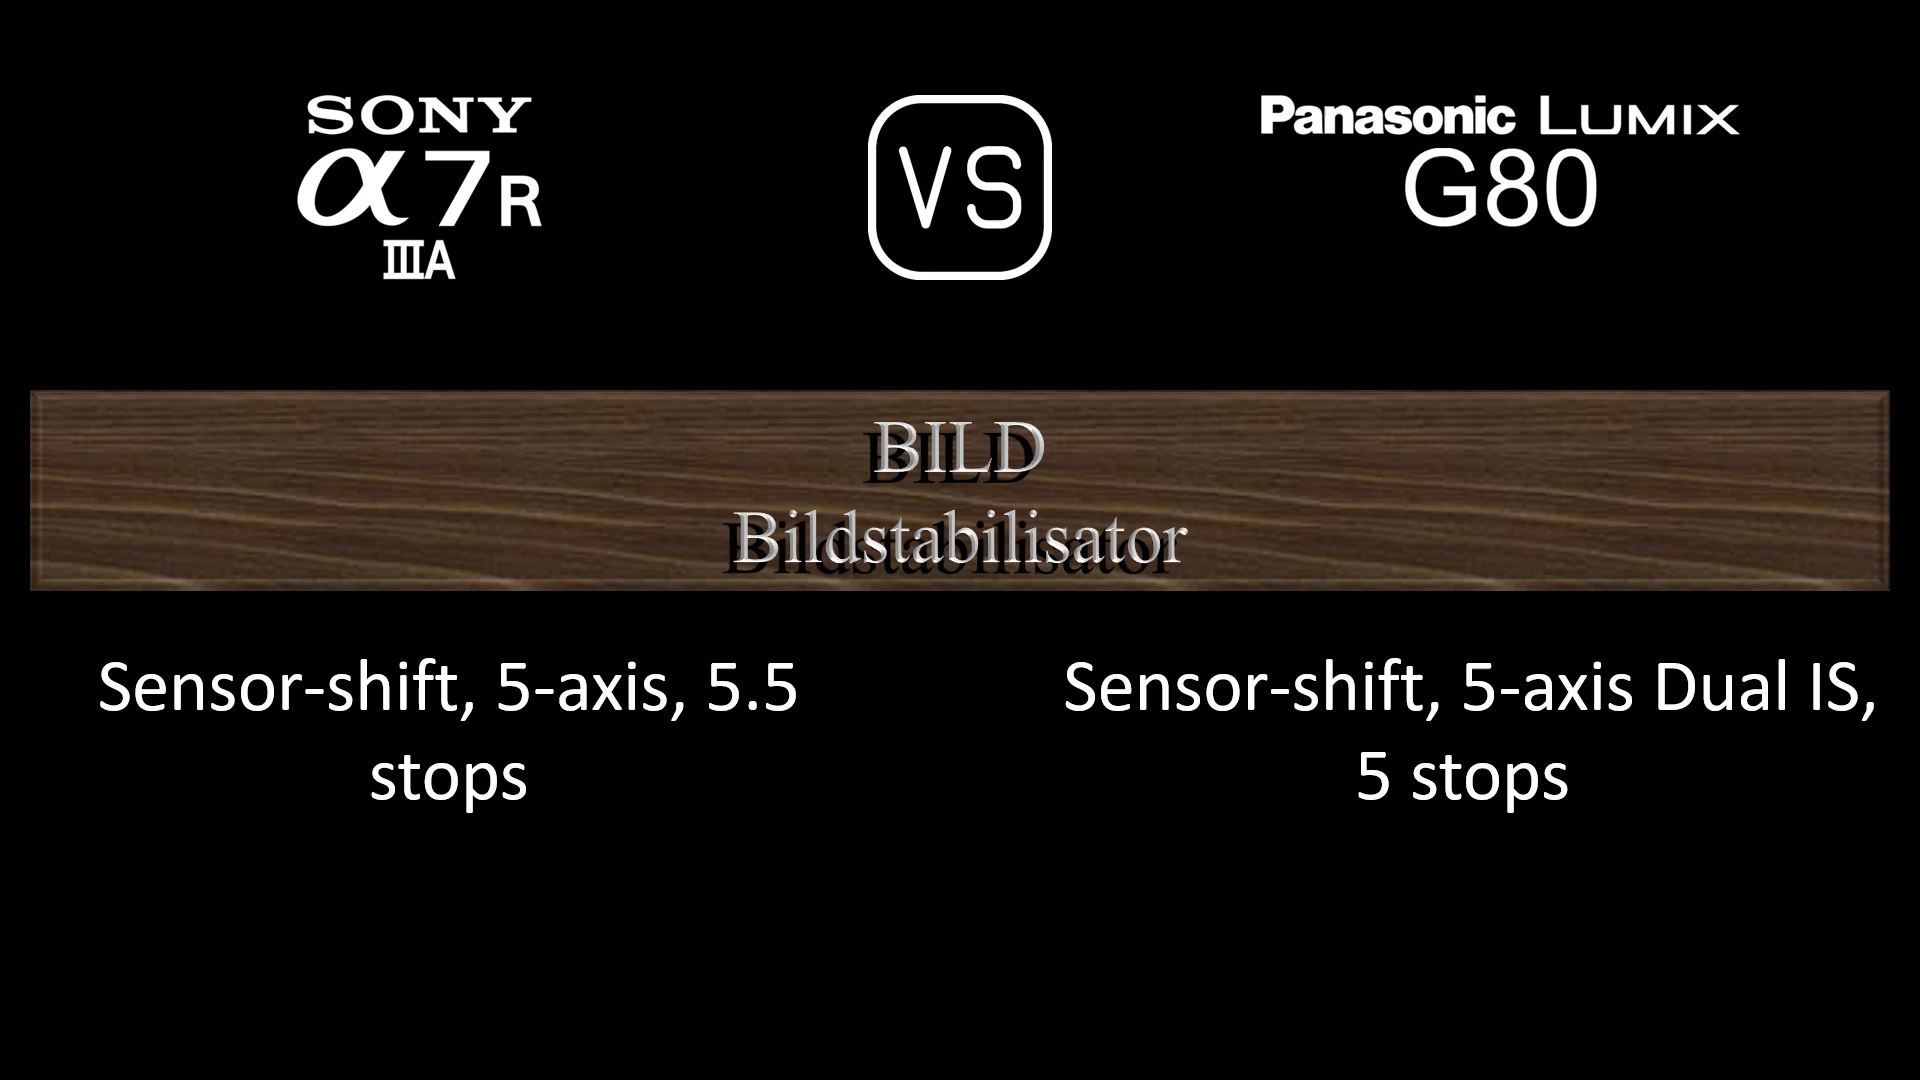 SONY
α7R
IIIA
VS
Panasonic LUMIX
G80
BILD
Bildstabilisator
Sensor-shift, 5-axis, 5.5
stops
Sensor-shift, 5-axis Dual IS,
5 stops